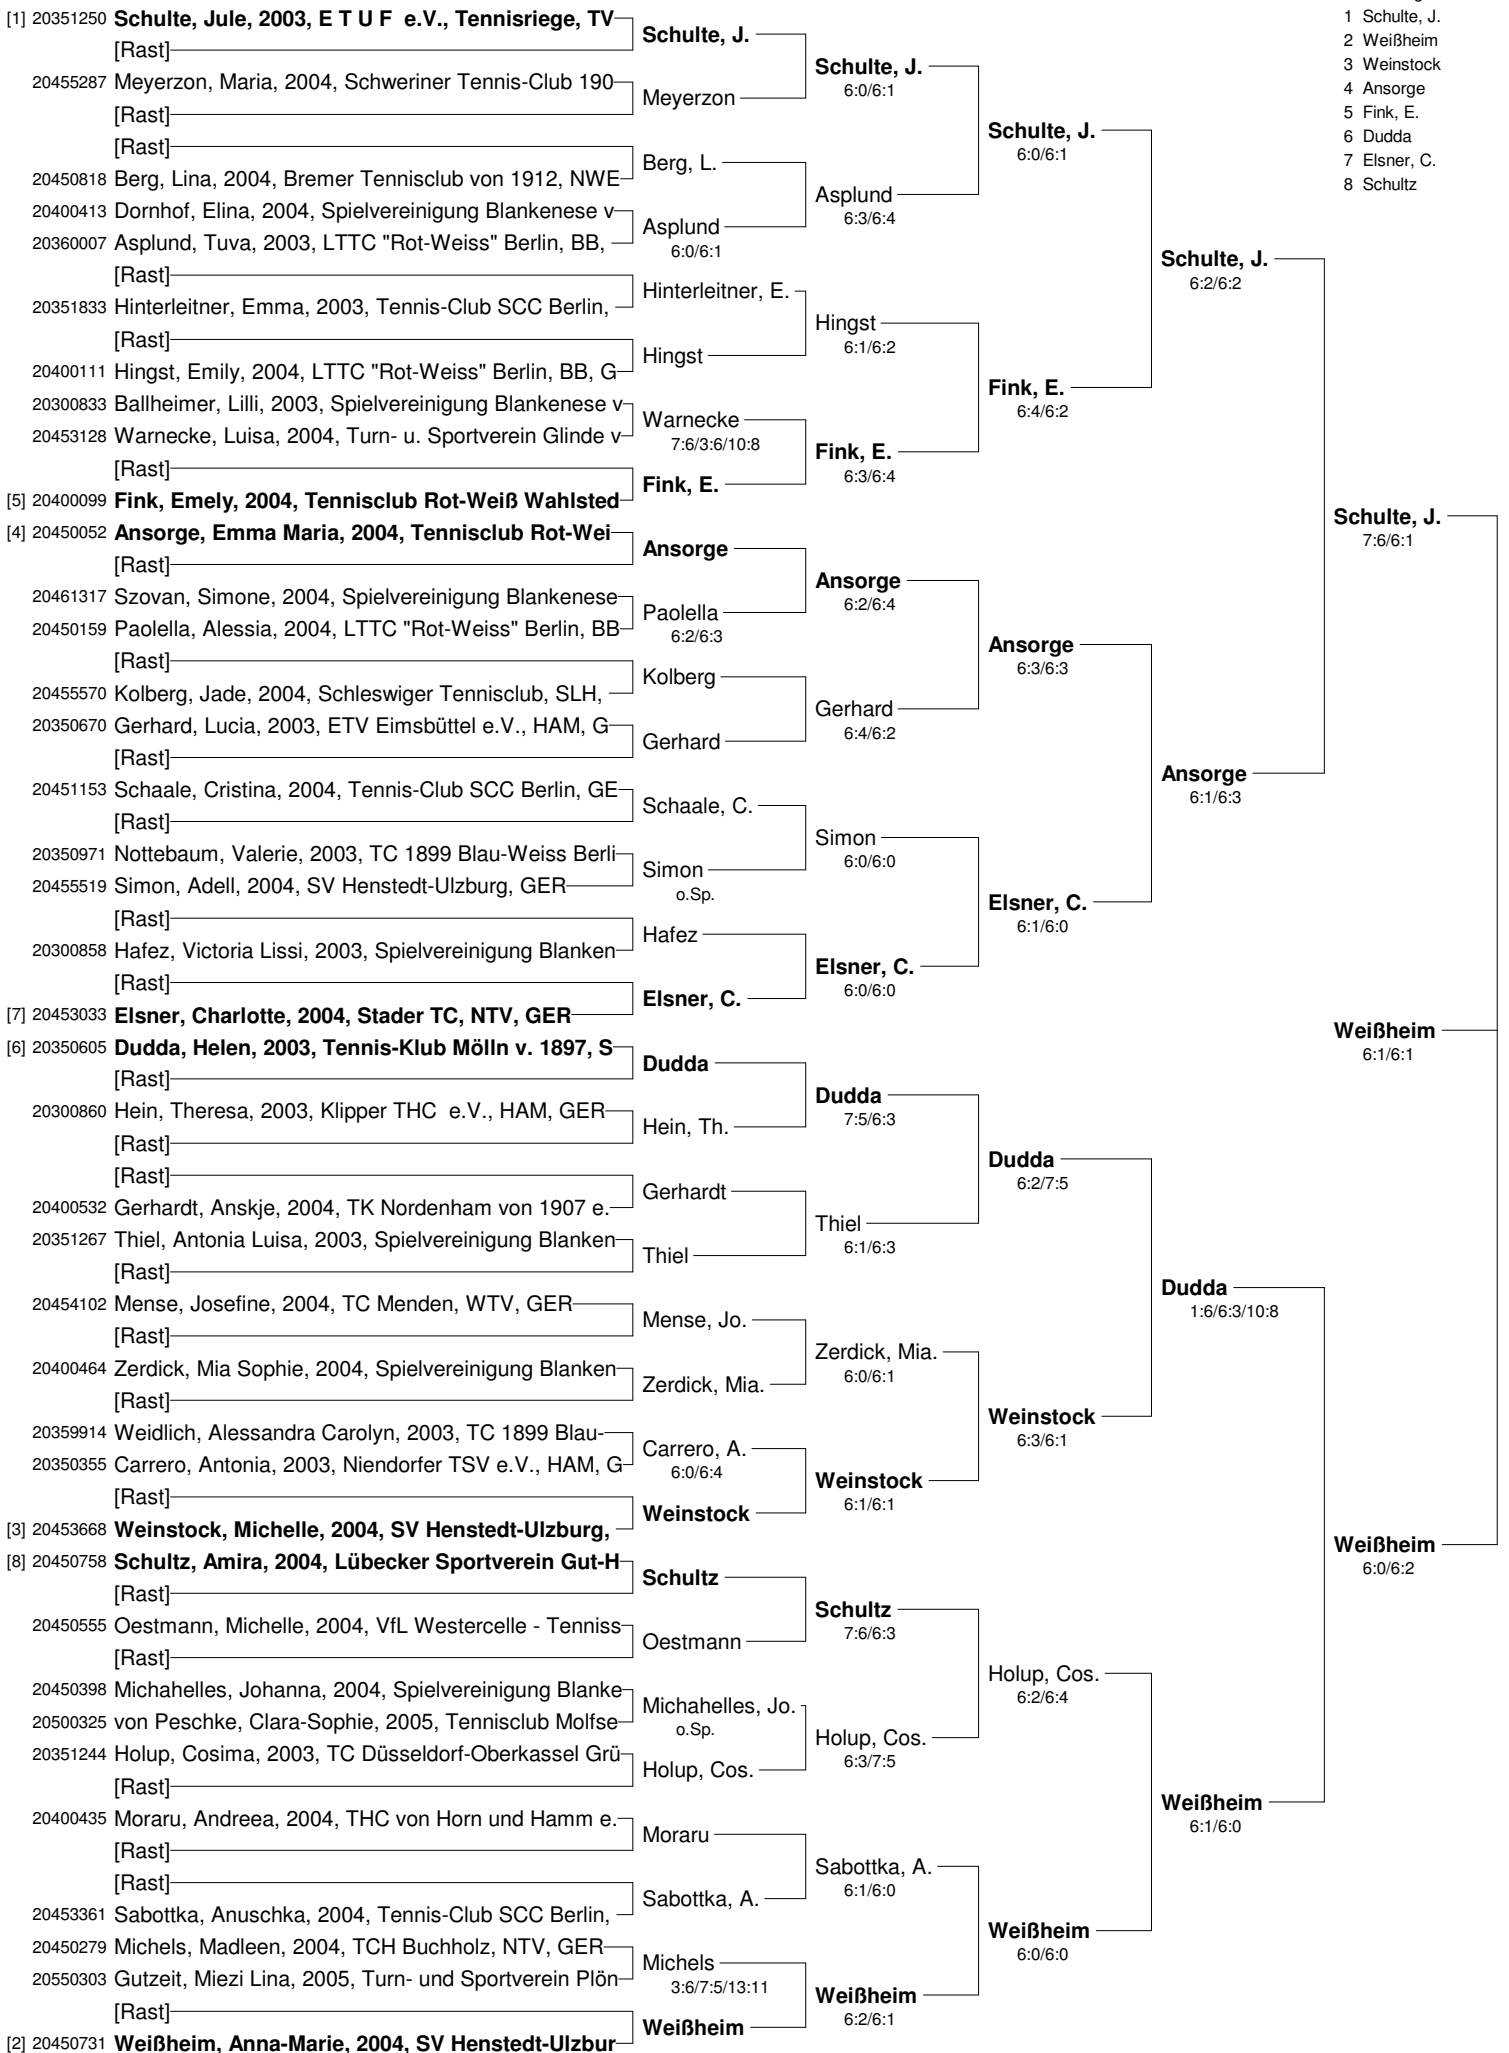 1 Schulte, J.
2 Weißheim
3 Weinstock
4 Ansorge
5 Fink, E.
6 Dudda
7 Elsner, C.
8 Schultz
[1] 20351250 Schulte, Jule, 2003, E T U F e.V., Tennisriege, TV
[Rast]
20455287 Meyerzon, Maria, 2004, Schweriner Tennis-Club 190
[Rast]
[Rast]
20450818 Berg, Lina, 2004, Bremer Tennisclub von 1912, NWE
20400413 Dornhof, Elina, 2004, Spielvereinigung Blankenese v
20360007 Asplund, Tuva, 2003, LTTC "Rot-Weiss" Berlin, BB,
[Rast]
20351833 Hinterleitner, Emma, 2003, Tennis-Club SCC Berlin,
[Rast]
20400111 Hingst, Emily, 2004, LTTC "Rot-Weiss" Berlin, BB, G
20300833 Ballheimer, Lilli, 2003, Spielvereinigung Blankenese v
20453128 Warnecke, Luisa, 2004, Turn- u. Sportverein Glinde v
[Rast]
[5] 20400099 Fink, Emely, 2004, Tennisclub Rot-Weiß Wahlsted
[4] 20450052 Ansorge, Emma Maria, 2004, Tennisclub Rot-Wei
[Rast]
20461317 Szovan, Simone, 2004, Spielvereinigung Blankenese
20450159 Paolella, Alessia, 2004, LTTC "Rot-Weiss" Berlin, BB
[Rast]
20455570 Kolberg, Jade, 2004, Schleswiger Tennisclub, SLH,
20350670 Gerhard, Lucia, 2003, ETV Eimsbüttel e.V., HAM, G
[Rast]
20451153 Schaale, Cristina, 2004, Tennis-Club SCC Berlin, GE
[Rast]
20350971 Nottebaum, Valerie, 2003, TC 1899 Blau-Weiss Berli
20455519 Simon, Adell, 2004, SV Henstedt-Ulzburg, GER
[Rast]
20300858 Hafez, Victoria Lissi, 2003, Spielvereinigung Blanken
[Rast]
[7] 20453033 Elsner, Charlotte, 2004, Stader TC, NTV, GER
[6] 20350605 Dudda, Helen, 2003, Tennis-Klub Mölln v. 1897, S
[Rast]
20300860 Hein, Theresa, 2003, Klipper THC e.V., HAM, GER
[Rast]
[Rast]
20400532 Gerhardt, Anskje, 2004, TK Nordenham von 1907 e.
20351267 Thiel, Antonia Luisa, 2003, Spielvereinigung Blanken
[Rast]
20454102 Mense, Josefine, 2004, TC Menden, WTV, GER
[Rast]
20400464 Zerdick, Mia Sophie, 2004, Spielvereinigung Blanken
[Rast]
20359914 Weidlich, Alessandra Carolyn, 2003, TC 1899 Blau-
20350355 Carrero, Antonia, 2003, Niendorfer TSV e.V., HAM, G
[Rast]
[3] 20453668 Weinstock, Michelle, 2004, SV Henstedt-Ulzburg,
[8] 20450758 Schultz, Amira, 2004, Lübecker Sportverein Gut-H
[Rast]
20450555 Oestmann, Michelle, 2004, VfL Westercelle - Tenniss
[Rast]
20450398 Michahelles, Johanna, 2004, Spielvereinigung Blanke
20500325 von Peschke, Clara-Sophie, 2005, Tennisclub Molfse
20351244 Holup, Cosima, 2003, TC Düsseldorf-Oberkassel Grü
[Rast]
20400435 Moraru, Andreea, 2004, THC von Horn und Hamm e.
[Rast]
[Rast]
20453361 Sabottka, Anuschka, 2004, Tennis-Club SCC Berlin,
20450279 Michels, Madleen, 2004, TCH Buchholz, NTV, GER
20550303 Gutzeit, Miezi Lina, 2005, Turn- und Sportverein Plön
[Rast]
[2] 20450731 Weißheim, Anna-Marie, 2004, SV Henstedt-Ulzbur
Schulte, J.
Meyerzon
Berg, L.
Asplund
6:0/6:1
Hinterleitner, E.
Hingst
Warnecke
7:6/3:6/10:8
Fink, E.
Ansorge
Paolella
6:2/6:3
Kolberg
Gerhard
Schaale, C.
Simon
o.Sp.
Hafez
Elsner, C.
Dudda
Hein, Th.
Gerhardt
Thiel
Mense, Jo.
Zerdick, Mia.
Carrero, A.
6:0/6:4
Weinstock
Schultz
Oestmann
Michahelles, Jo.
o.Sp.
Holup, Cos.
Moraru
Sabottka, A.
Michels
3:6/7:5/13:11
Weißheim
Schulte, J.
6:0/6:1
Asplund
6:3/6:4
Hingst
6:1/6:2
Fink, E.
6:3/6:4
Ansorge
6:2/6:4
Gerhard
6:4/6:2
Simon
6:0/6:0
Elsner, C.
6:0/6:0
Dudda
7:5/6:3
Thiel
6:1/6:3
Zerdick, Mia.
6:0/6:1
Weinstock
6:1/6:1
Schultz
7:6/6:3
Holup, Cos.
6:3/7:5
Sabottka, A.
6:1/6:0
Weißheim
6:2/6:1
Schulte, J.
6:0/6:1
Fink, E.
6:4/6:2
Ansorge
6:3/6:3
Elsner, C.
6:1/6:0
Dudda
6:2/7:5
Weinstock
6:3/6:1
Holup, Cos.
6:2/6:4
Weißheim
6:0/6:0
Schulte, J.
6:2/6:2
Ansorge
6:1/6:3
Dudda
1:6/6:3/10:8
Weißheim
6:1/6:0
Schulte, J.
7:6/6:1
Weißheim
6:0/6:2
Weißheim
6:1/6:1